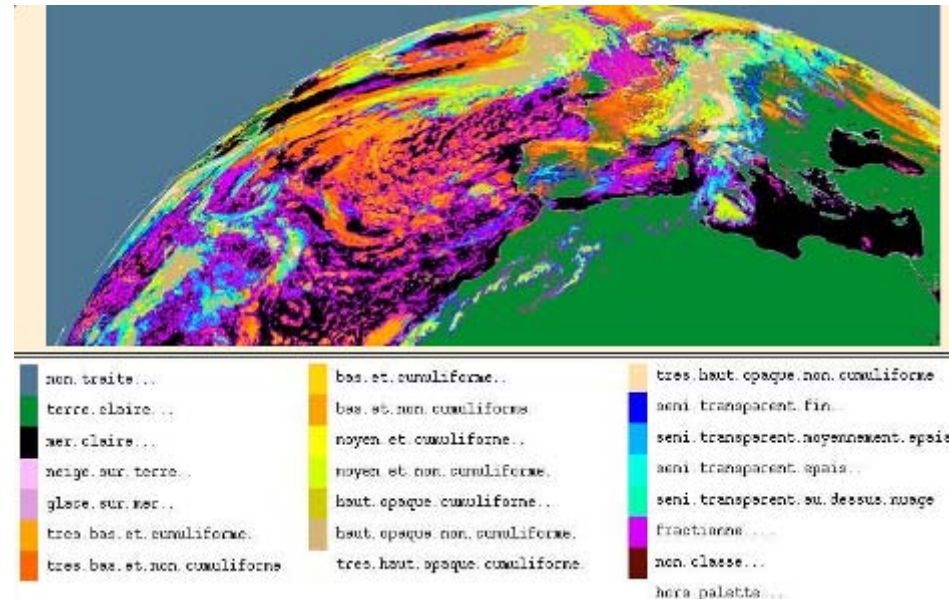 non.traite...
terre.claire...
mer.claire...
neige.sur.terre..
glace.sur.mer..
tres.bas.et.cumuliforme.
tres.bas.et.non.cumuliforme
bas.et.cumuliforme..
bas.et.non.cumuliforme.
moyen.et.cumuliforme..
moyen.et.non.cumuliforme.
haut.opaque.cumuliforme..
haut.opaque.non.cumuliforme.
tres.haut.opaque.cumuliforme.
tres.haut.opaque.non.cumuliforme
semi.transparent.fin..
semi.transparent.moyennement.epais
semi.transparent.epais..
semi.transparent.au.dessus.nuage
fractionne....
non.classe...
hors.palette...